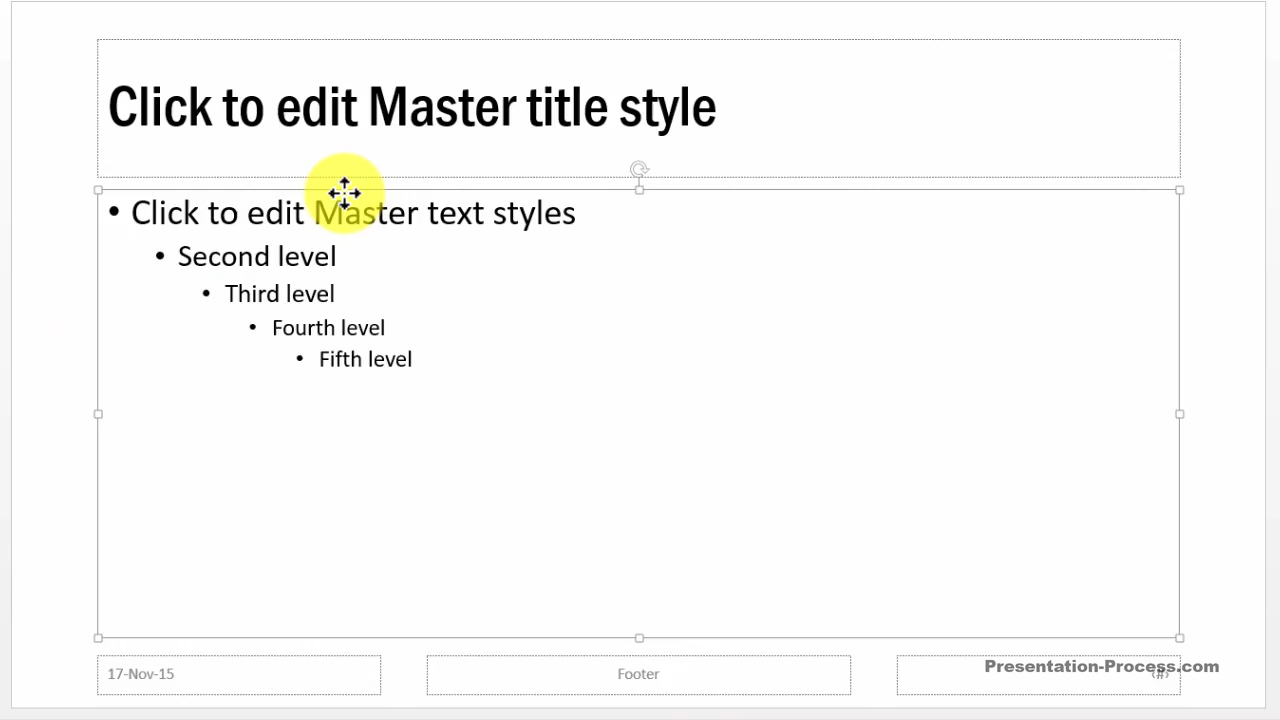 Click to edit Master title style
• Click to edit Master text styles
• Second level
• Third level
• Fourth level
• Fifth level
17-Nov-15
Footer
Presentation-Process.com
‹#›